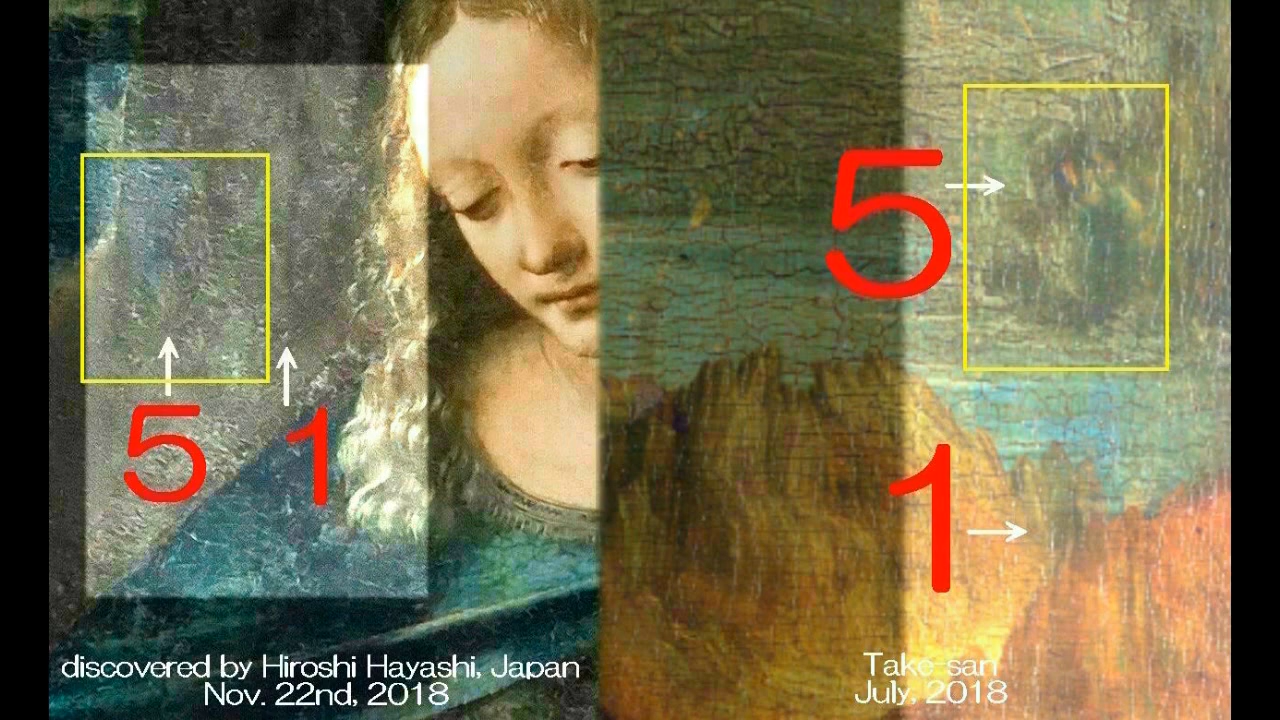 5
1
5 1
discovered by Hiroshi Hayashi, Japan
Nov. 22nd, 2018
Take-san
July, 2018